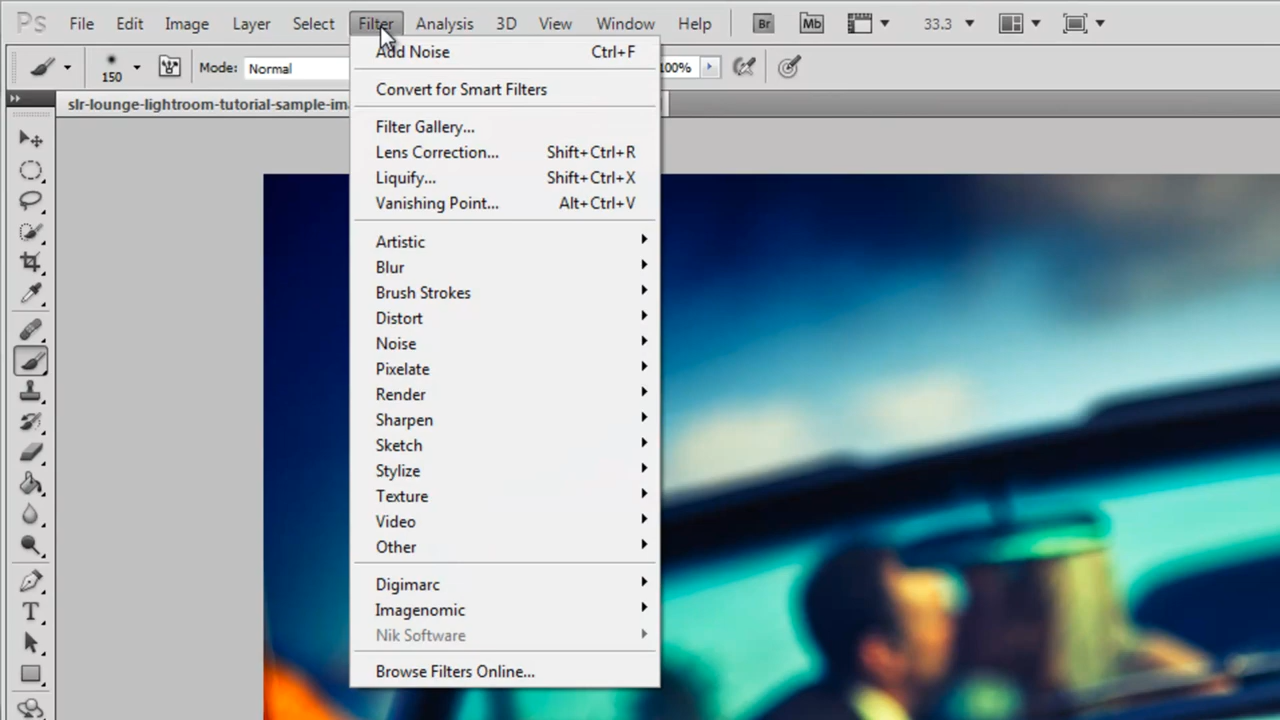 Ps File Edit Image Layer Select Filter Analysis 3D View Window Help Br Mb 33.3
150 Mode: Normal 100%
slr-lounge-lightroom-tutorial-sample-ima
Add Noise Ctrl+F
Convert for Smart Filters
Filter Gallery...
Lens Correction... Shift+Ctrl+R
Liquify... Shift+Ctrl+X
Vanishing Point... Alt+Ctrl+V
Artistic
Blur
Brush Strokes
Distort
Noise
Pixelate
Render
Sharpen
Sketch
Stylize
Texture
Video
Other
Digimarc
Imagenomic
Nik Software
Browse Filters Online...